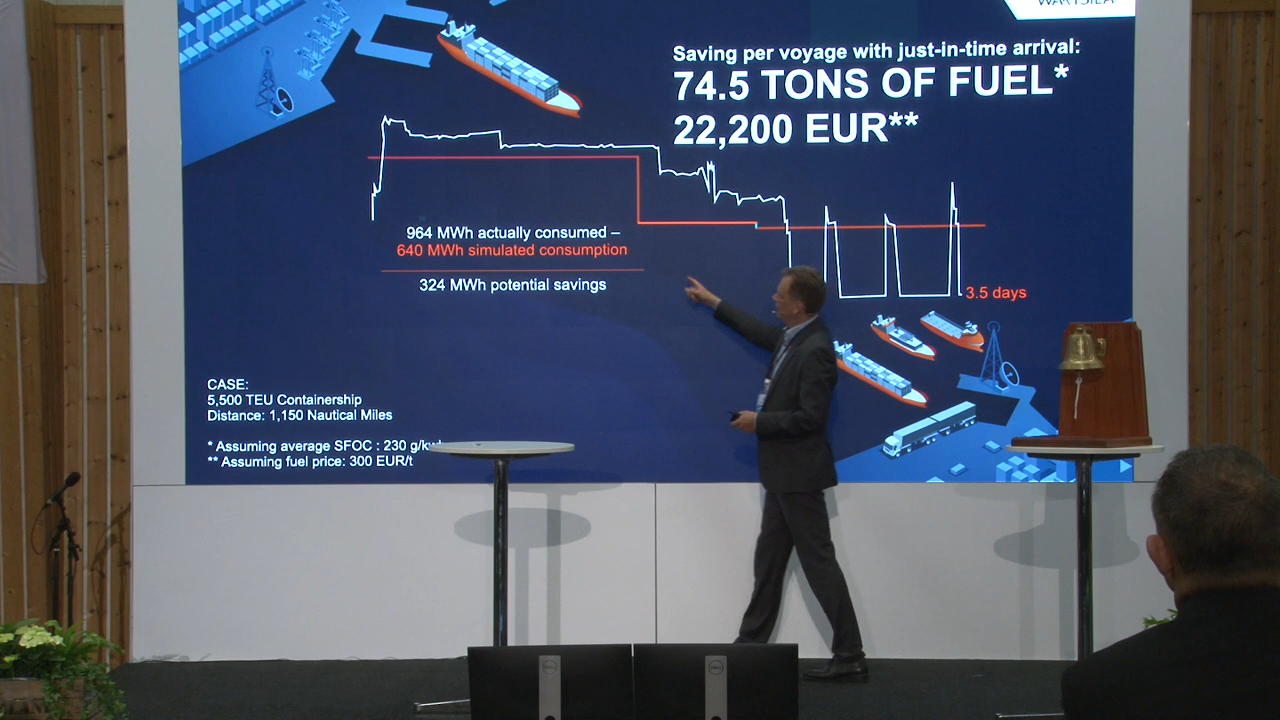 WÄRTSILÄ
Saving per voyage with just-in-time arrival:
74.5 TONS OF FUEL*
22,200 EUR**
964 MWh actually consumed –
640 MWh simulated consumption
324 MWh potential savings
3.5 days
CASE:
5,500 TEU Containership
Distance: 1,150 Nautical Miles
* Assuming average SFOC : 230 g/kwh
** Assuming fuel price: 300 EUR/t
DELL
DELL